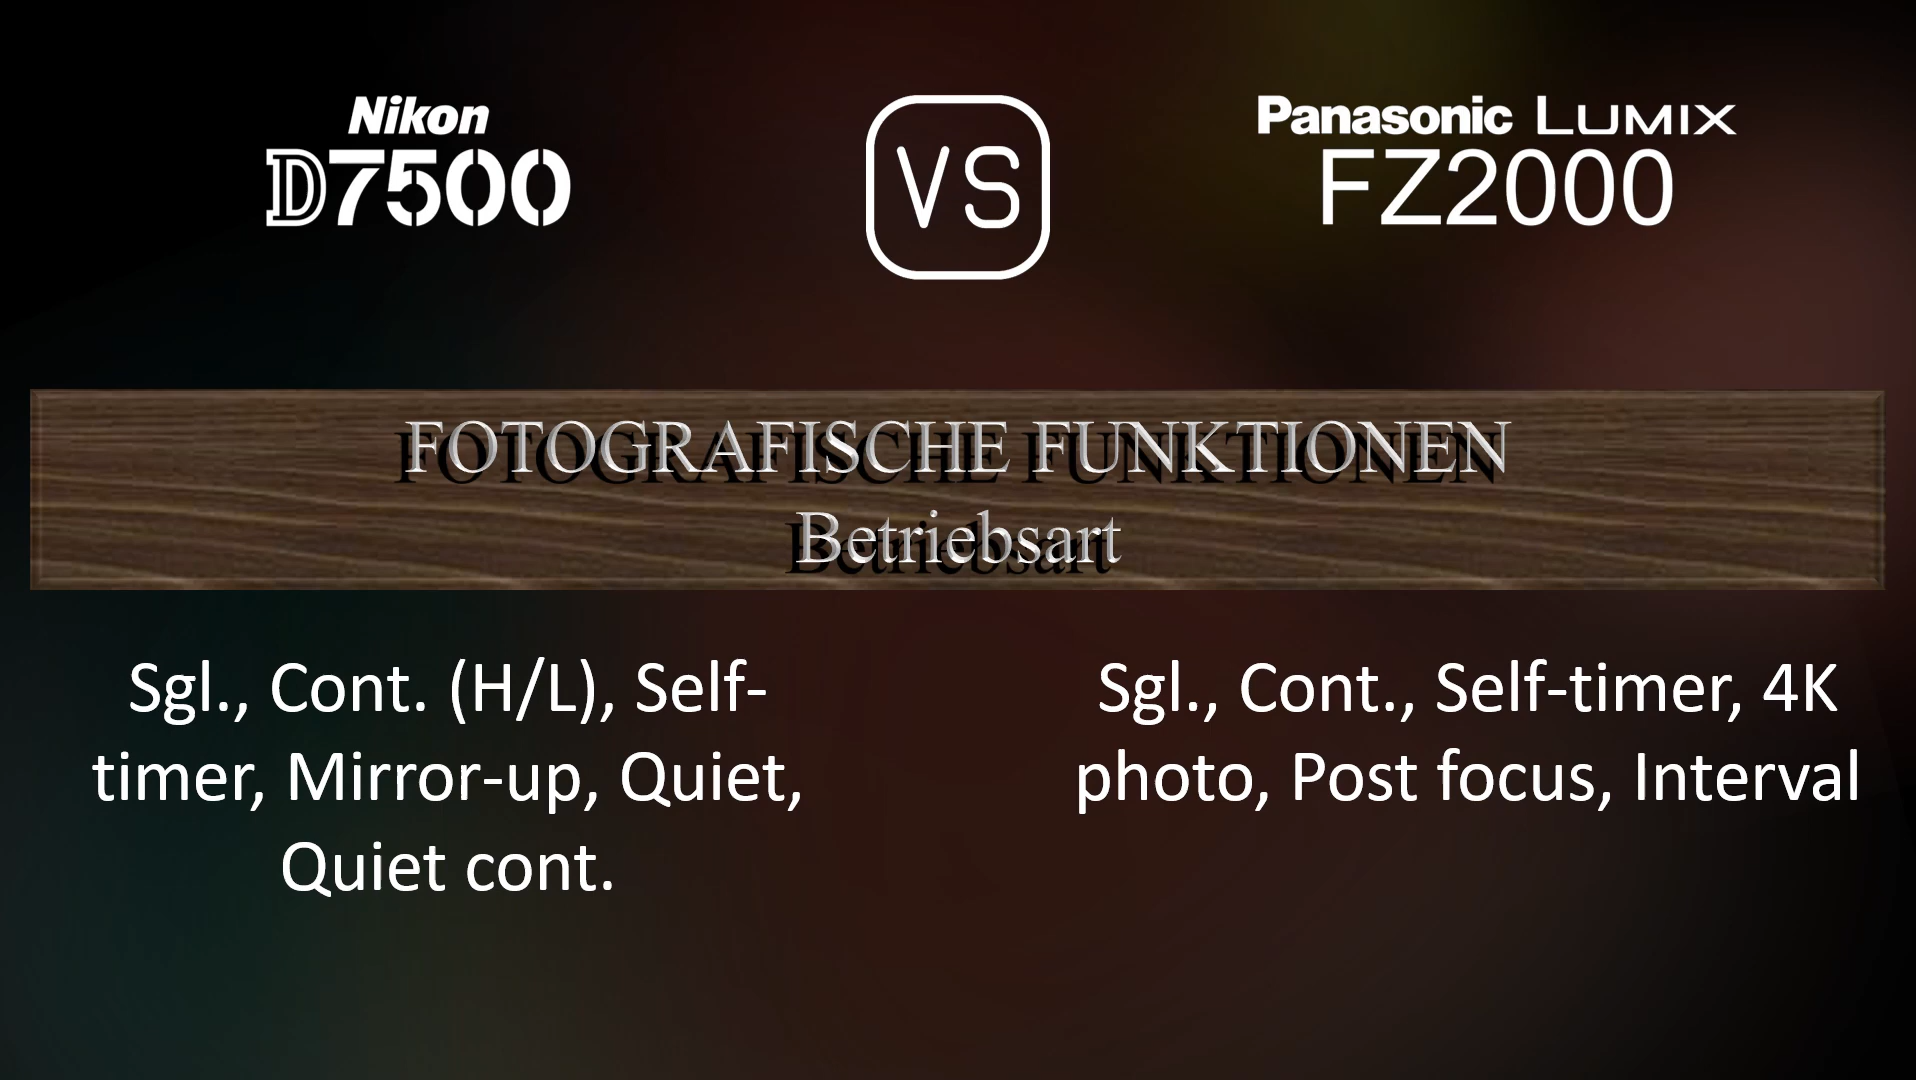 Nikon
D7500
VS
Panasonic LUMIX
FZ2000
FOTOGRAFISCHE FUNKTIONEN
Betriebsart
Sgl., Cont. (H/L), Self-
timer, Mirror-up, Quiet,
Quiet cont.
Sgl., Cont., Self-timer, 4K
photo, Post focus, Interval